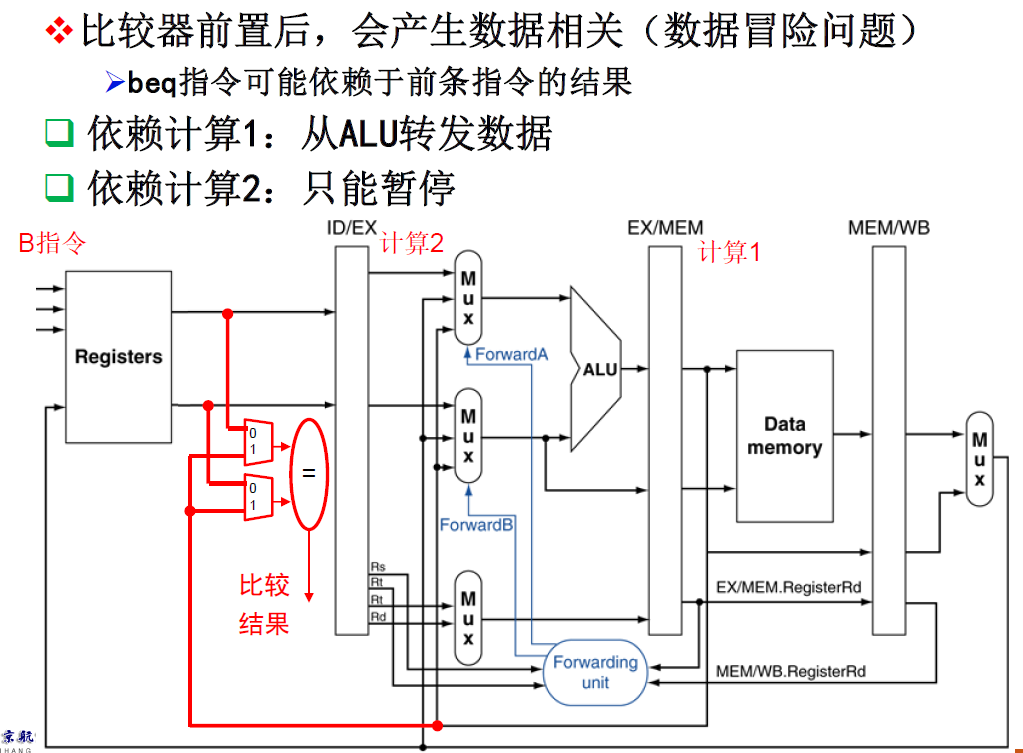 比较器前置后，会产生数据相关（数据冒险问题）
beq指令可能依赖于前条指令的结果
依赖计算1：从ALU转发数据
依赖计算2：只能暂停
B指令
ID/EX
计算2
EX/MEM
计算1
MEM/WB
Registers
Mux
ForwardA
ALU
Mux
ForwardB
Data
memory
Mux
0
1
0
1
=
比较
结果
Rs
Rt
Rt
Rd
Mux
EX/MEM.RegisterRd
Forwarding
unit
MEM/WB.RegisterRd
京航
IHANG